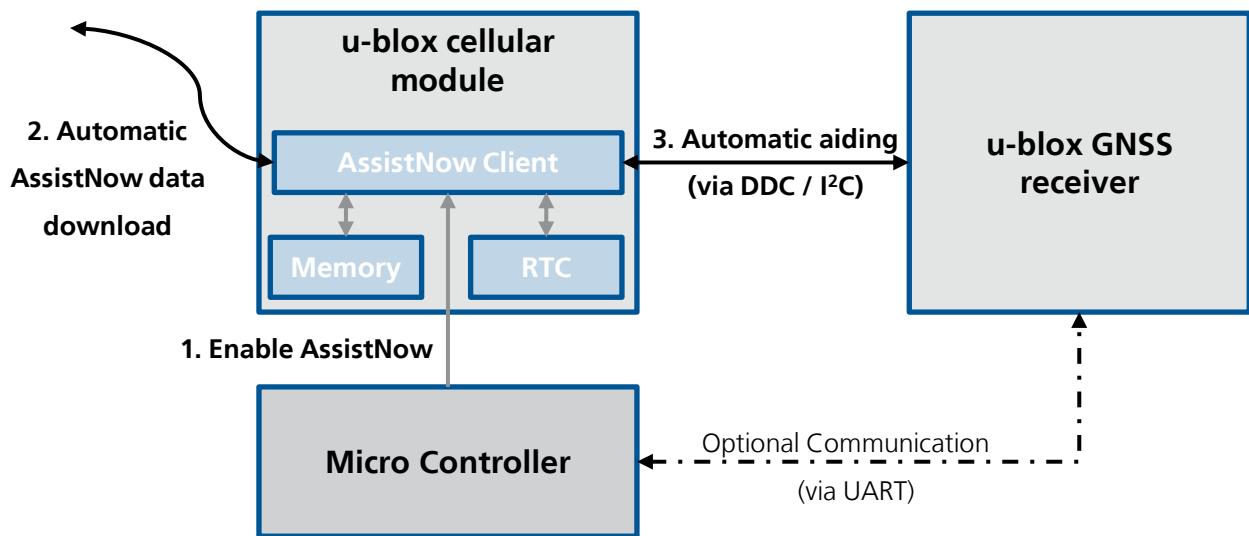 u-blox cellular
module
2. Automatic
AssistNow data
download
AssistNow Client
3. Automatic aiding
(via DDC / I²C)
u-blox GNSS
receiver
Memory
RTC
1. Enable AssistNow
Micro Controller
Optional Communication
(via UART)